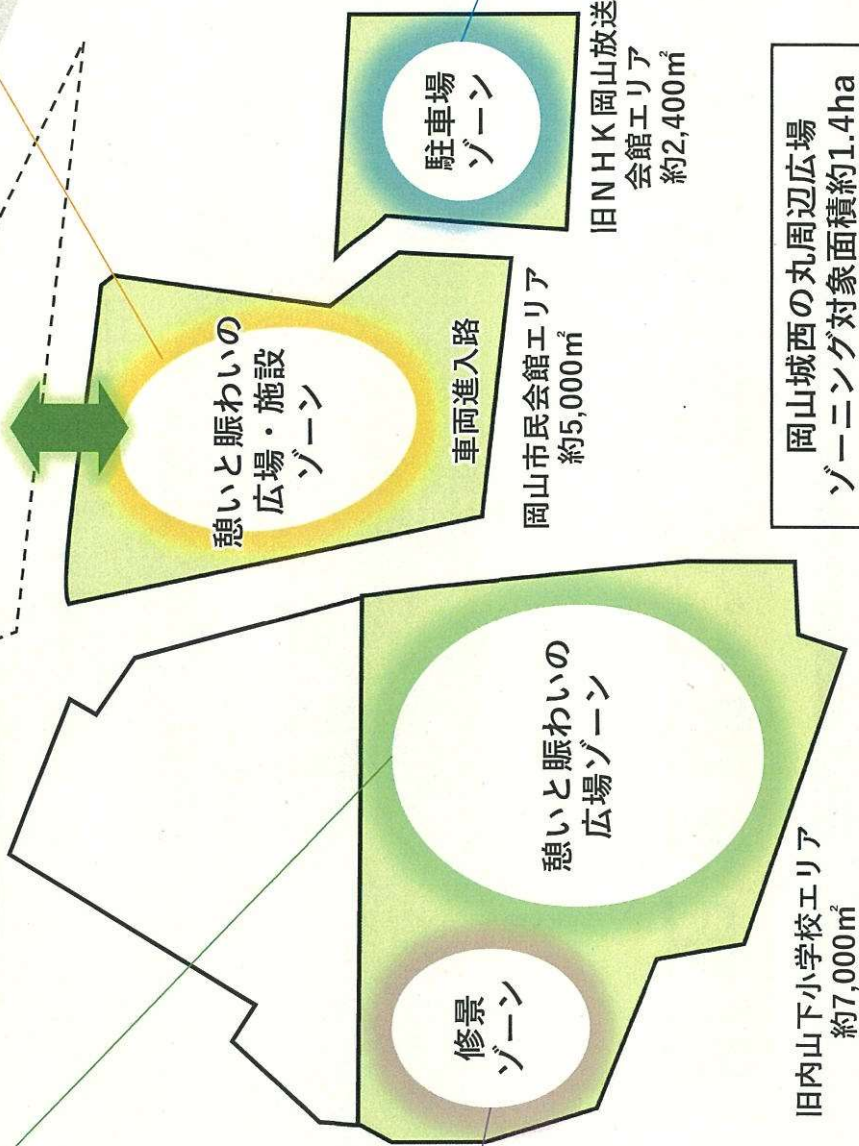 憩いと賑わいの
広場・施設
ゾーン
車両進入路
岡山市民会館エリア
約5,000㎡
駐車場
ゾーン
旧NHK岡山放送
会館エリア
約2,400㎡
修景
ゾーン
憩いと賑わいの
広場ゾーン
旧内山下小学校エリア
約7,000㎡
岡山城西の丸周辺広場
ゾーニング対象面積約1.4ha